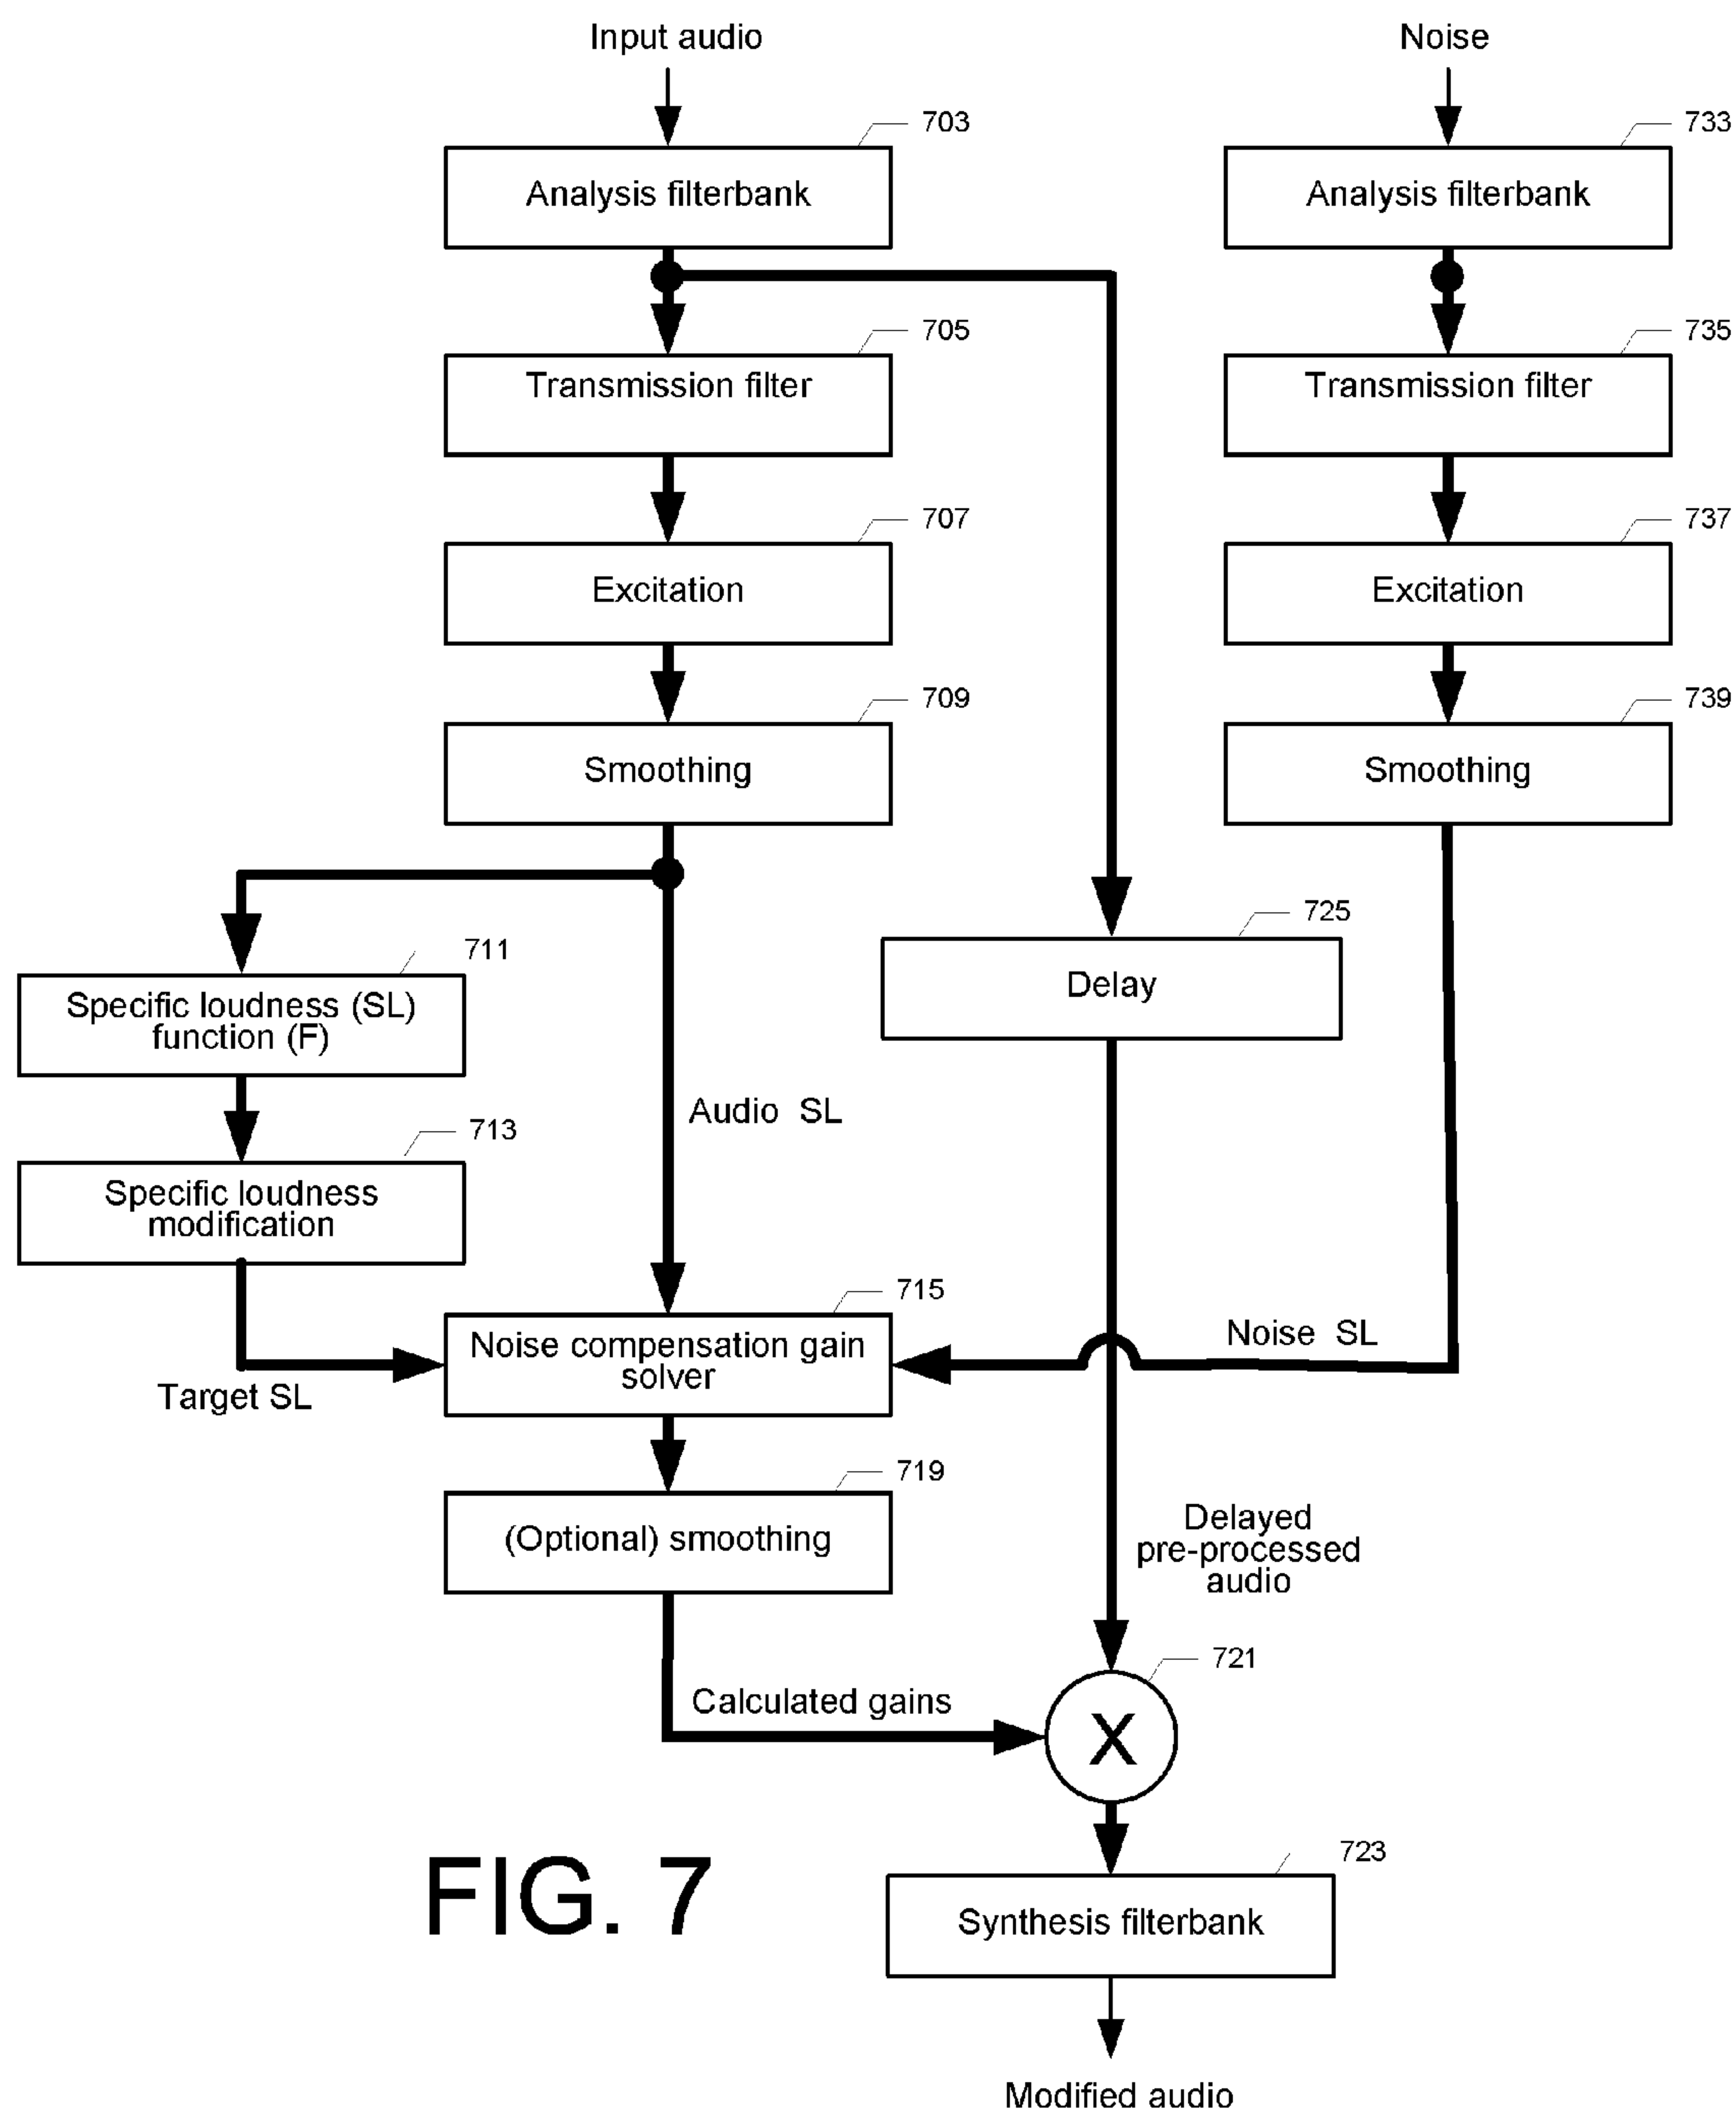 Input audio
Noise
703
733
Analysis filterbank
Analysis filterbank
705
735
Transmission filter
Transmission filter
707
737
Excitation
Excitation
709
739
Smoothing
Smoothing
711
725
Specific loudness (SL)
function (F)
Delay
Audio SL
713
Specific loudness
modification
715
Noise SL
Noise compensation gain
solver
Target SL
719
(Optional) smoothing
Delayed
pre-processed
audio
721
Calculated gains
X
723
FIG. 7
Synthesis filterbank
Modified audio